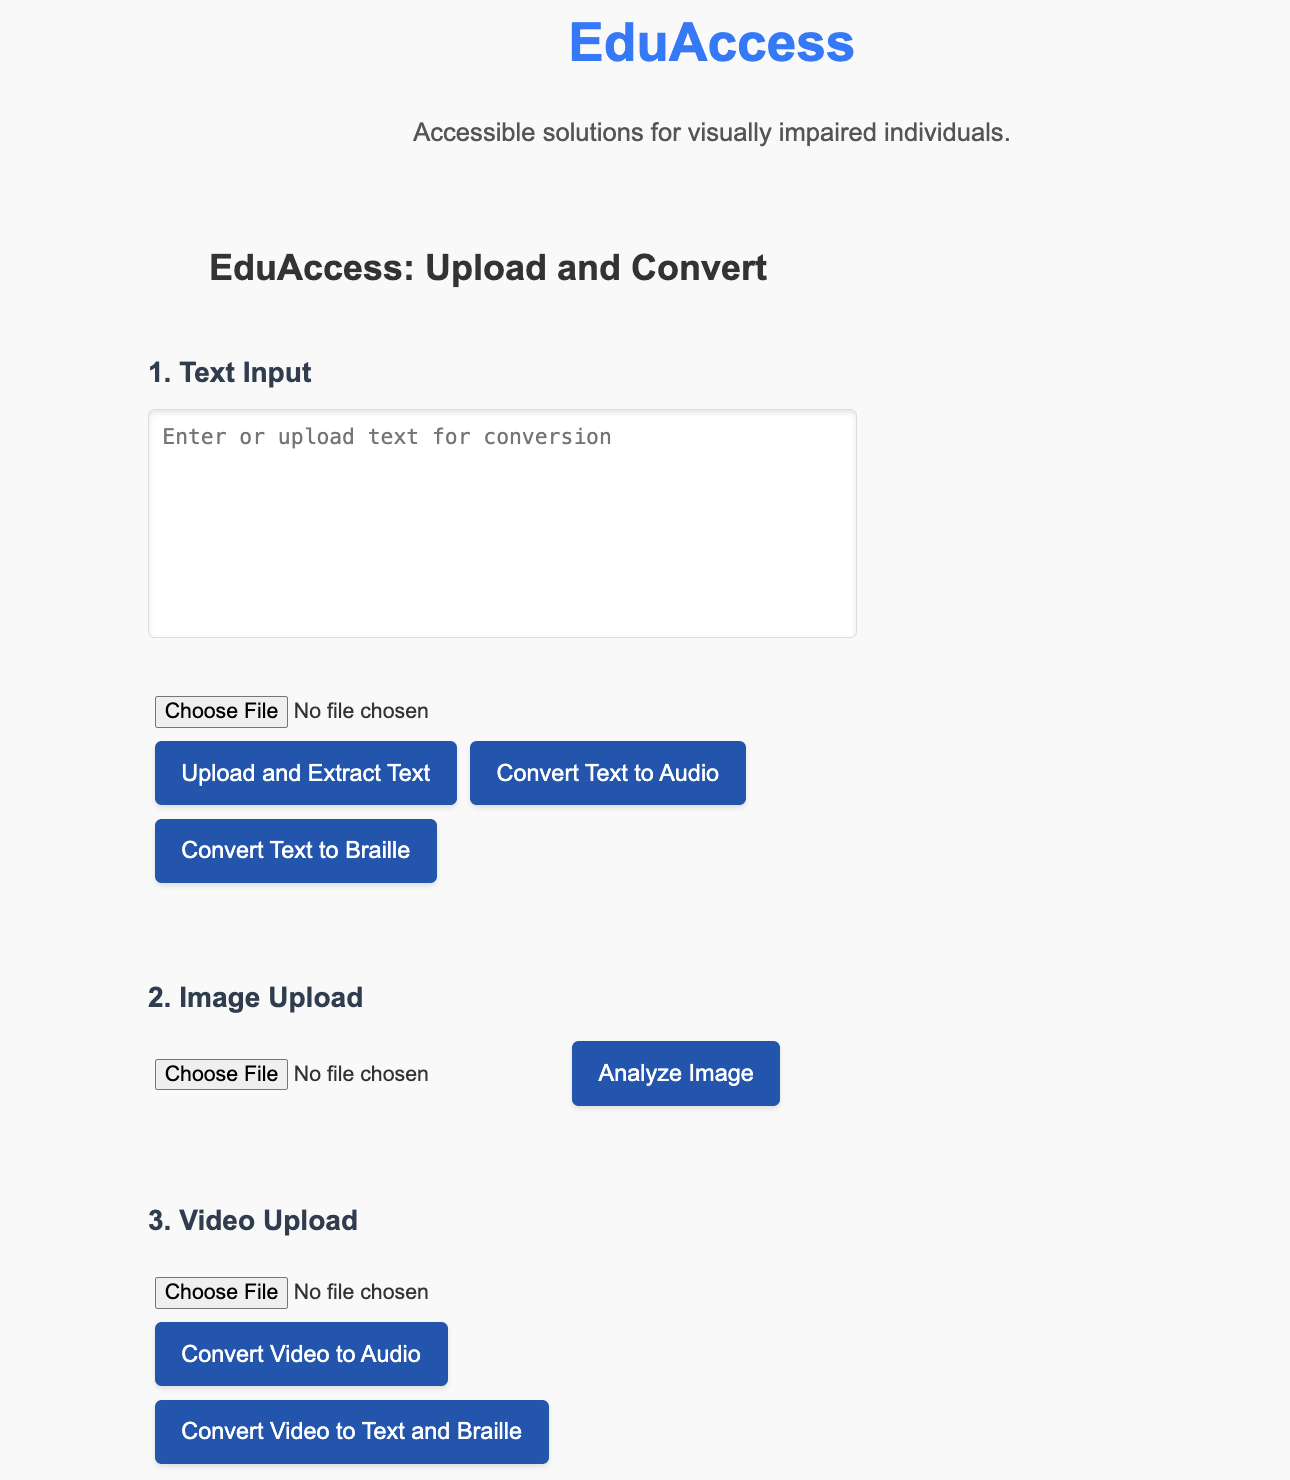 EduAccess
Accessible solutions for visually impaired individuals.
EduAccess: Upload and Convert
1. Text Input
Enter or upload text for conversion
Choose File No file chosen
Upload and Extract Text Convert Text to Audio
Convert Text to Braille
2. Image Upload
Choose File No file chosen Analyze Image
3. Video Upload
Choose File No file chosen
Convert Video to Audio
Convert Video to Text and Braille